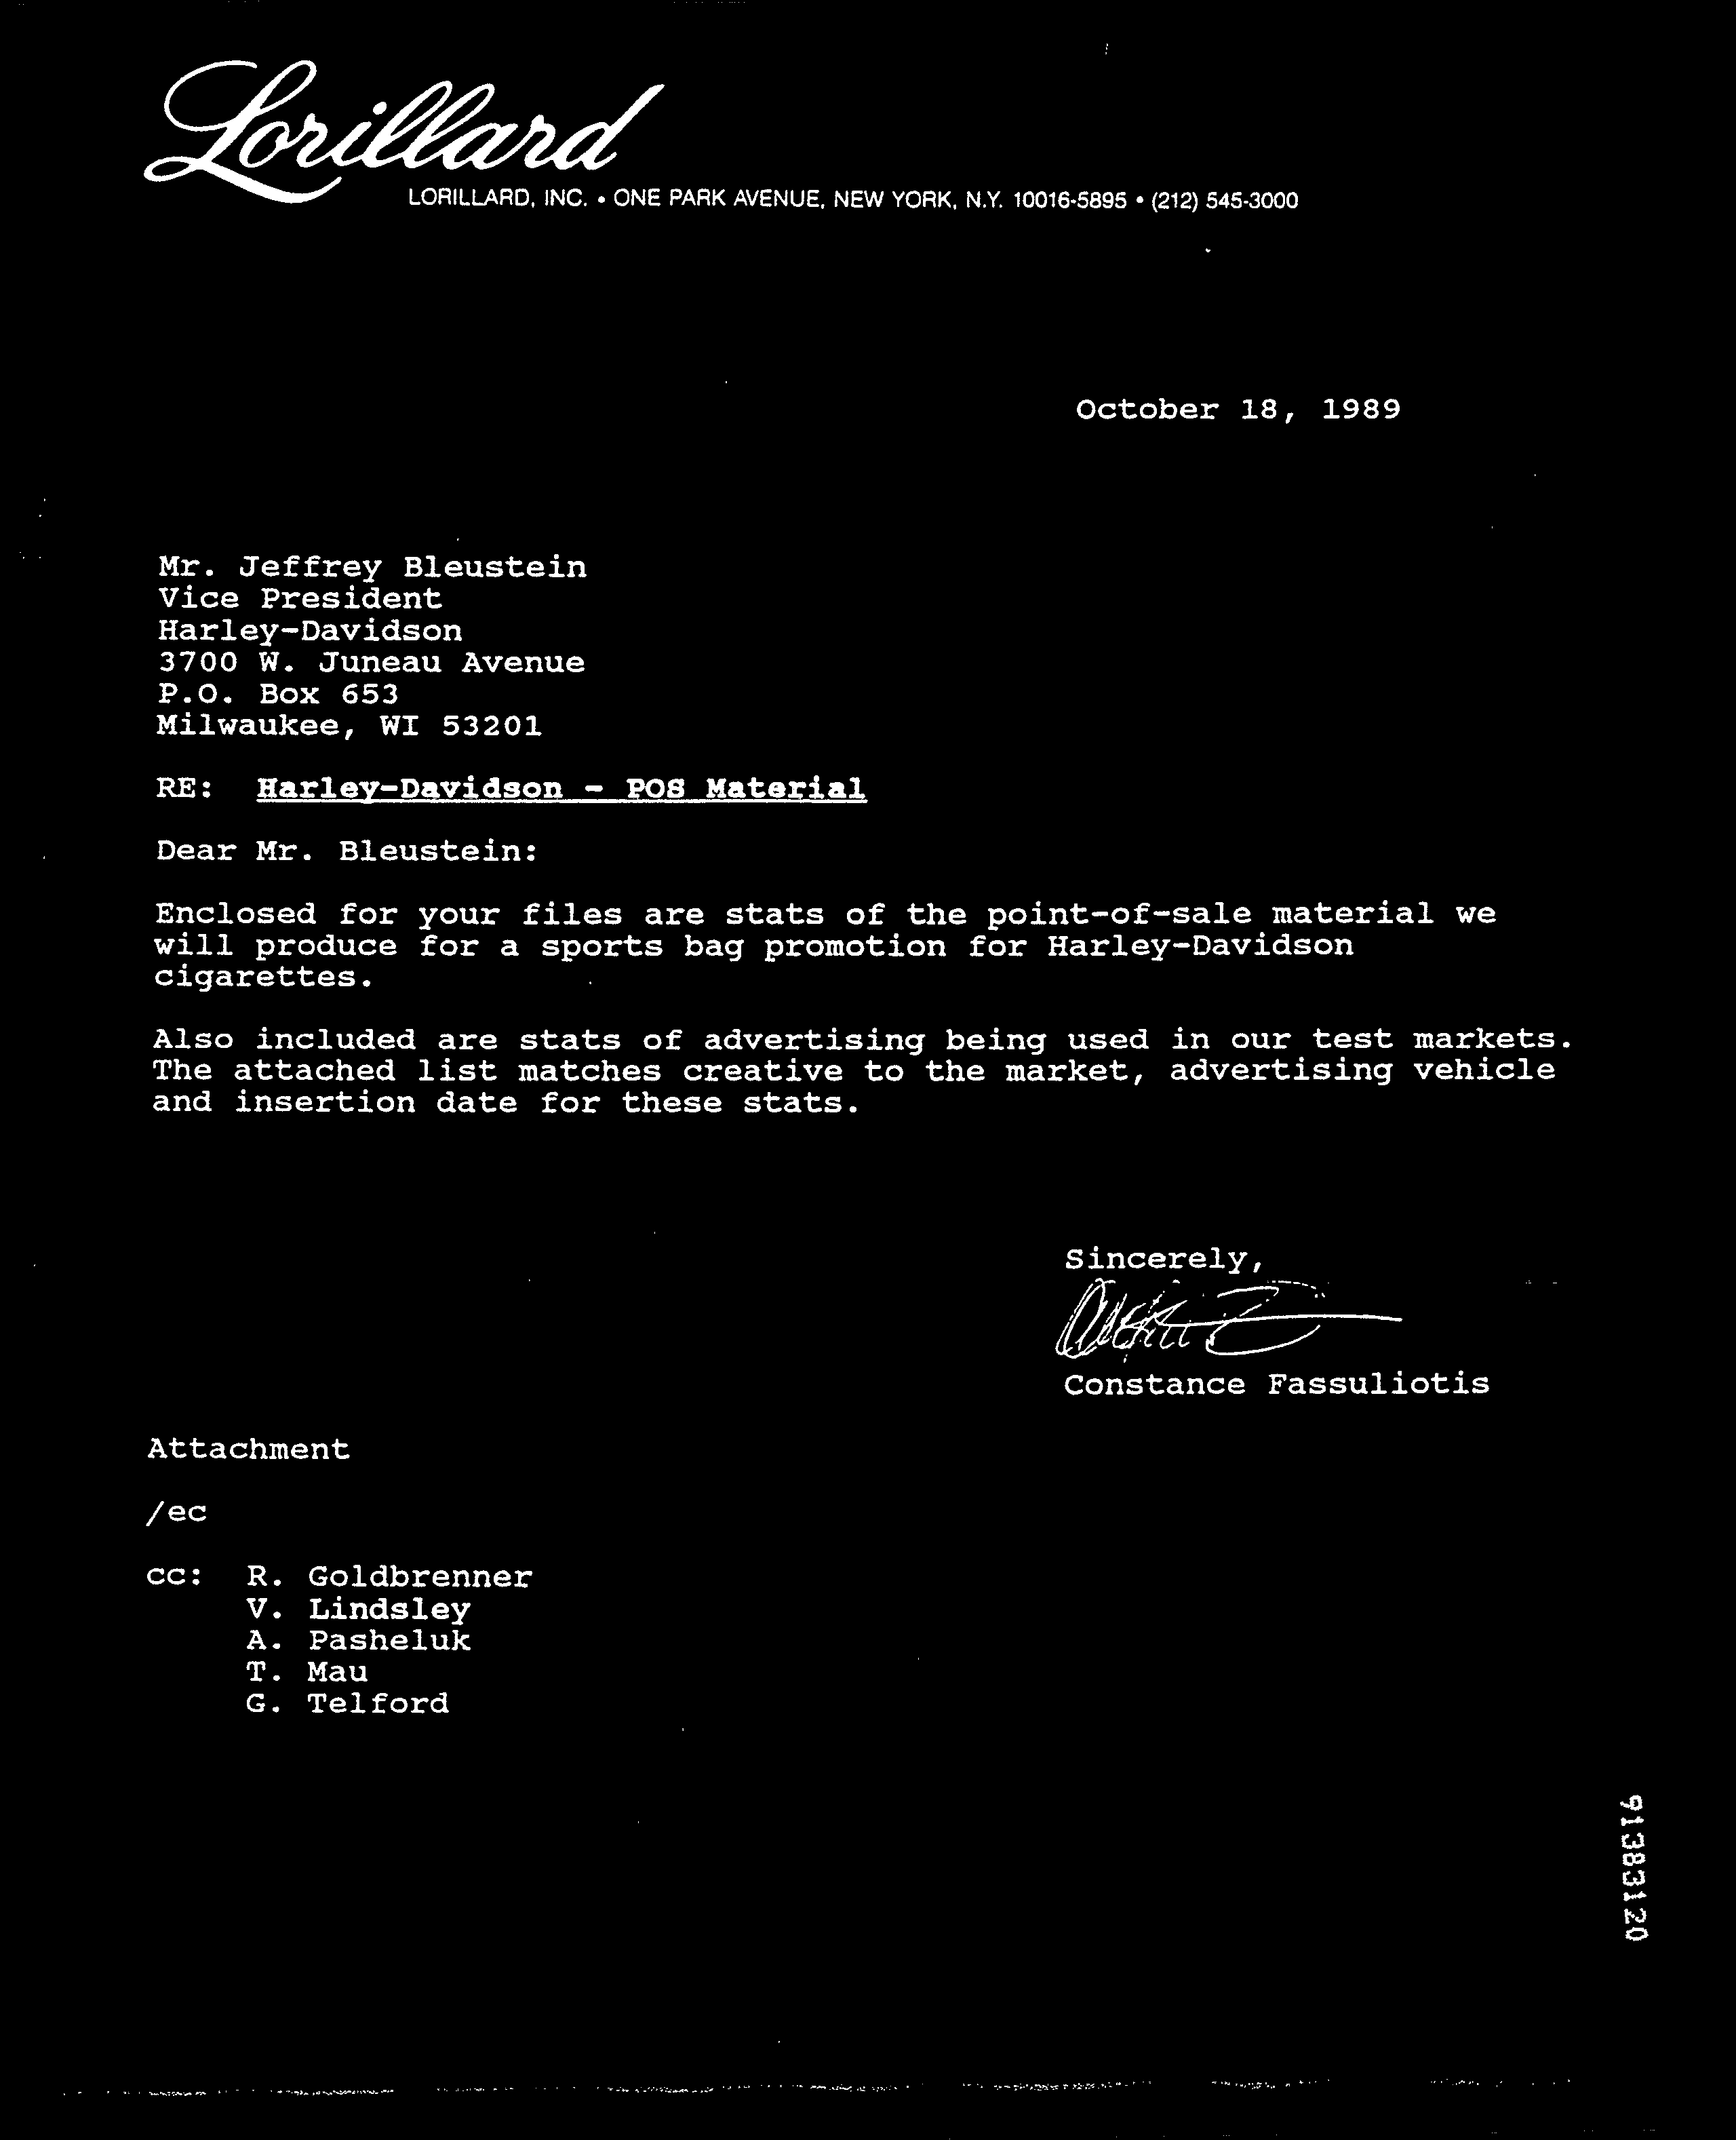 Lorillard
LORILLARD, INC. • ONE PARK AVENUE, NEW YORK, N.Y. 10016-5895 • (212) 545-3000
October 18, 1989
Mr. Jeffrey Bleustein
Vice President
Harley-Davidson
3700 W. Juneau Avenue
P.O. Box 653
Milwaukee, WI 53201
RE: Harley-Davidson - POS Material
Dear Mr. Bleustein:
Enclosed for your files are stats of the point-of-sale material we
will produce for a sports bag promotion for Harley-Davidson
cigarettes.
Also included are stats of advertising being used in our test markets.
The attached list matches creative to the market, advertising vehicle
and insertion date for these stats.
Sincerely,
Constance Fassuliotis
Attachment
/ec
cc: R. Goldbrenner
V. Lindsley
A. Pasheluk
T. Mau
G. Telford
91383120